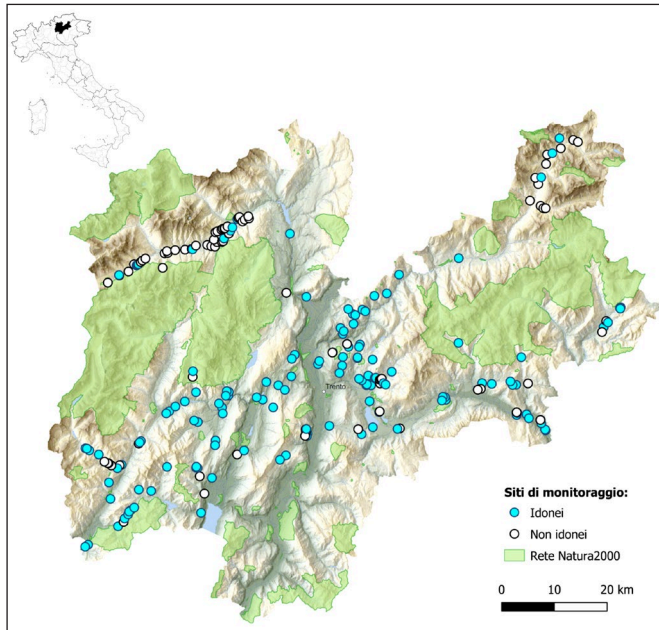 Trento
Siti di monitoraggio:
Idonei
Non idonei
Rete Natura2000
0 10 20 km